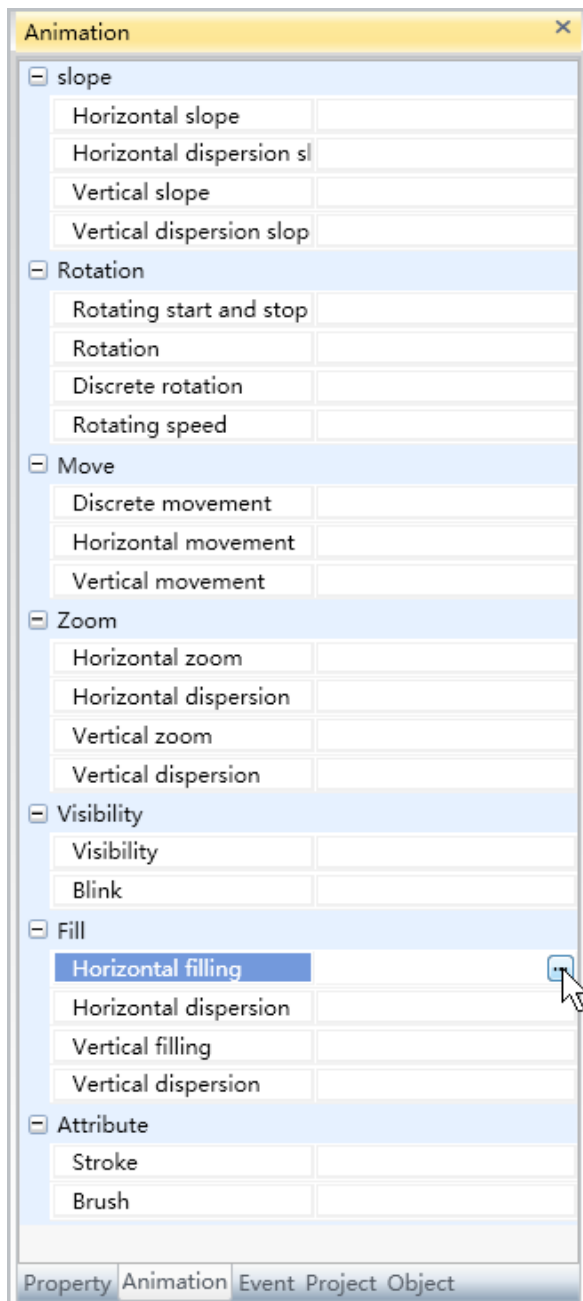 Animation
slope
Horizontal slope
Horizontal dispersion sl
Vertical slope
Vertical dispersion slop
Rotation
Rotating start and stop
Rotation
Discrete rotation
Rotating speed
Move
Discrete movement
Horizontal movement
Vertical movement
Zoom
Horizontal zoom
Horizontal dispersion
Vertical zoom
Vertical dispersion
Visibility
Visibility
Blink
Fill
Horizontal filling
Horizontal dispersion
Vertical filling
Vertical dispersion
Attribute
Stroke
Brush
Property Animation Event Project Object